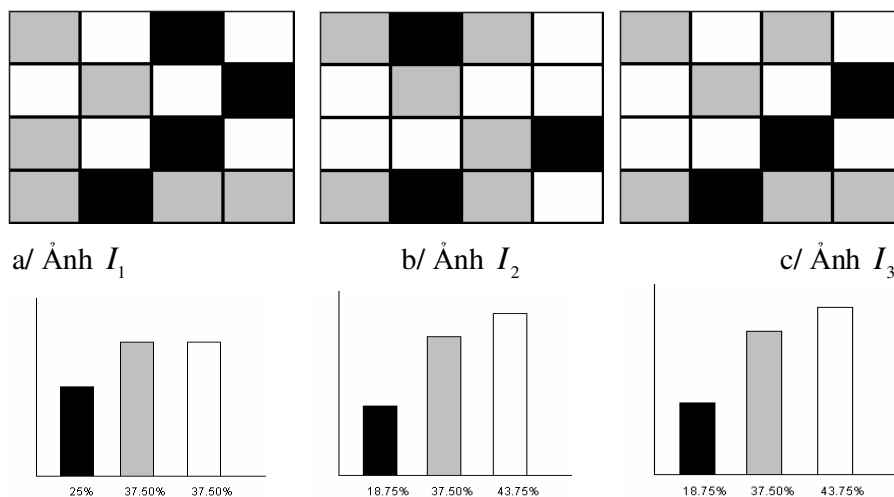 a/ Ảnh I₁ b/ Ảnh I₂ c/ Ảnh I₃
25% 37.50% 37.50% 18.75% 37.50% 43.75% 18.75% 37.50% 43.75%